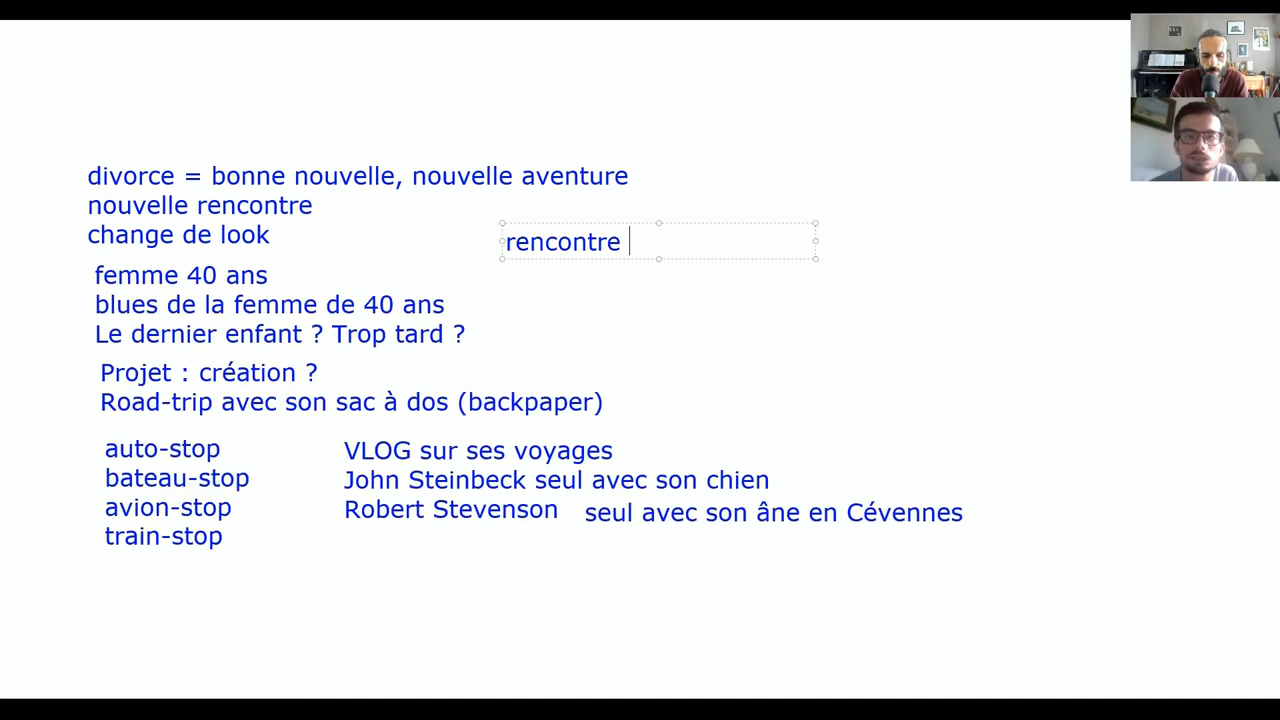 divorce = bonne nouvelle, nouvelle aventure
nouvelle rencontre
change de look
rencontre
femme 40 ans
blues de la femme de 40 ans
Le dernier enfant ? Trop tard ?
Projet : création ?
Road-trip avec son sac à dos (backpaper)
auto-stop
bateau-stop
avion-stop
train-stop
VLOG sur ses voyages
John Steinbeck seul avec son chien
Robert Stevenson seul avec son âne en Cévennes